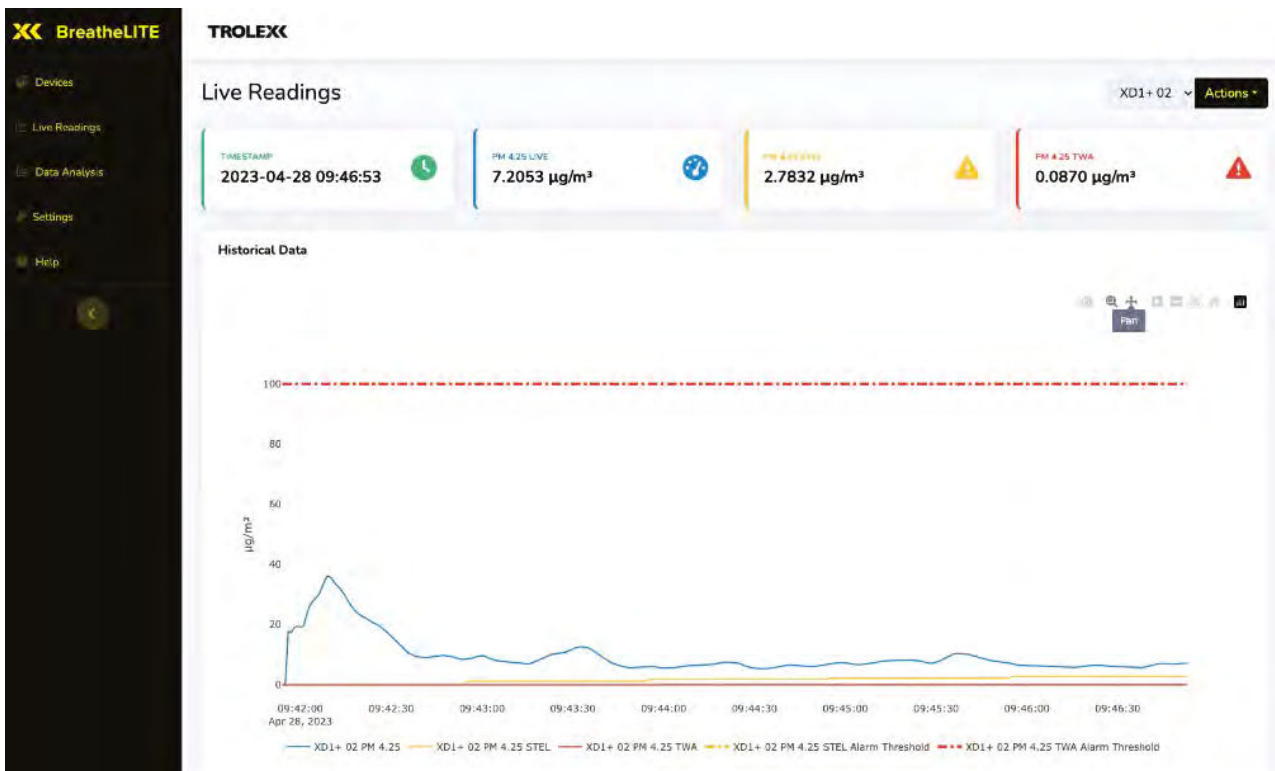 BreatheLITE
TROLEX
Devices
Live Readings
Data Analysis
Settings
Help
Live Readings
XD1+ 02
Actions
TIMESTAMP
2023-04-28 09:46:53
PM 4.25 LIVE
7.2053 µg/m³
PM 4.25 STEL
2.7832 µg/m³
PM 4.25 TWA
0.0870 µg/m³
Historical Data
Pan
100
80
60
40
20
0
µg/m³
09:42:00 09:42:30 09:43:00 09:43:30 09:44:00 09:44:30 09:45:00 09:45:30 09:46:00 09:46:30
Apr 28, 2023
XD1+ 02 PM 4.25 XD1+ 02 PM 4.25 STEL XD1+ 02 PM 4.25 TWA XD1+ 02 PM 4.25 STEL Alarm Threshold XD1+ 02 PM 4.25 TWA Alarm Threshold